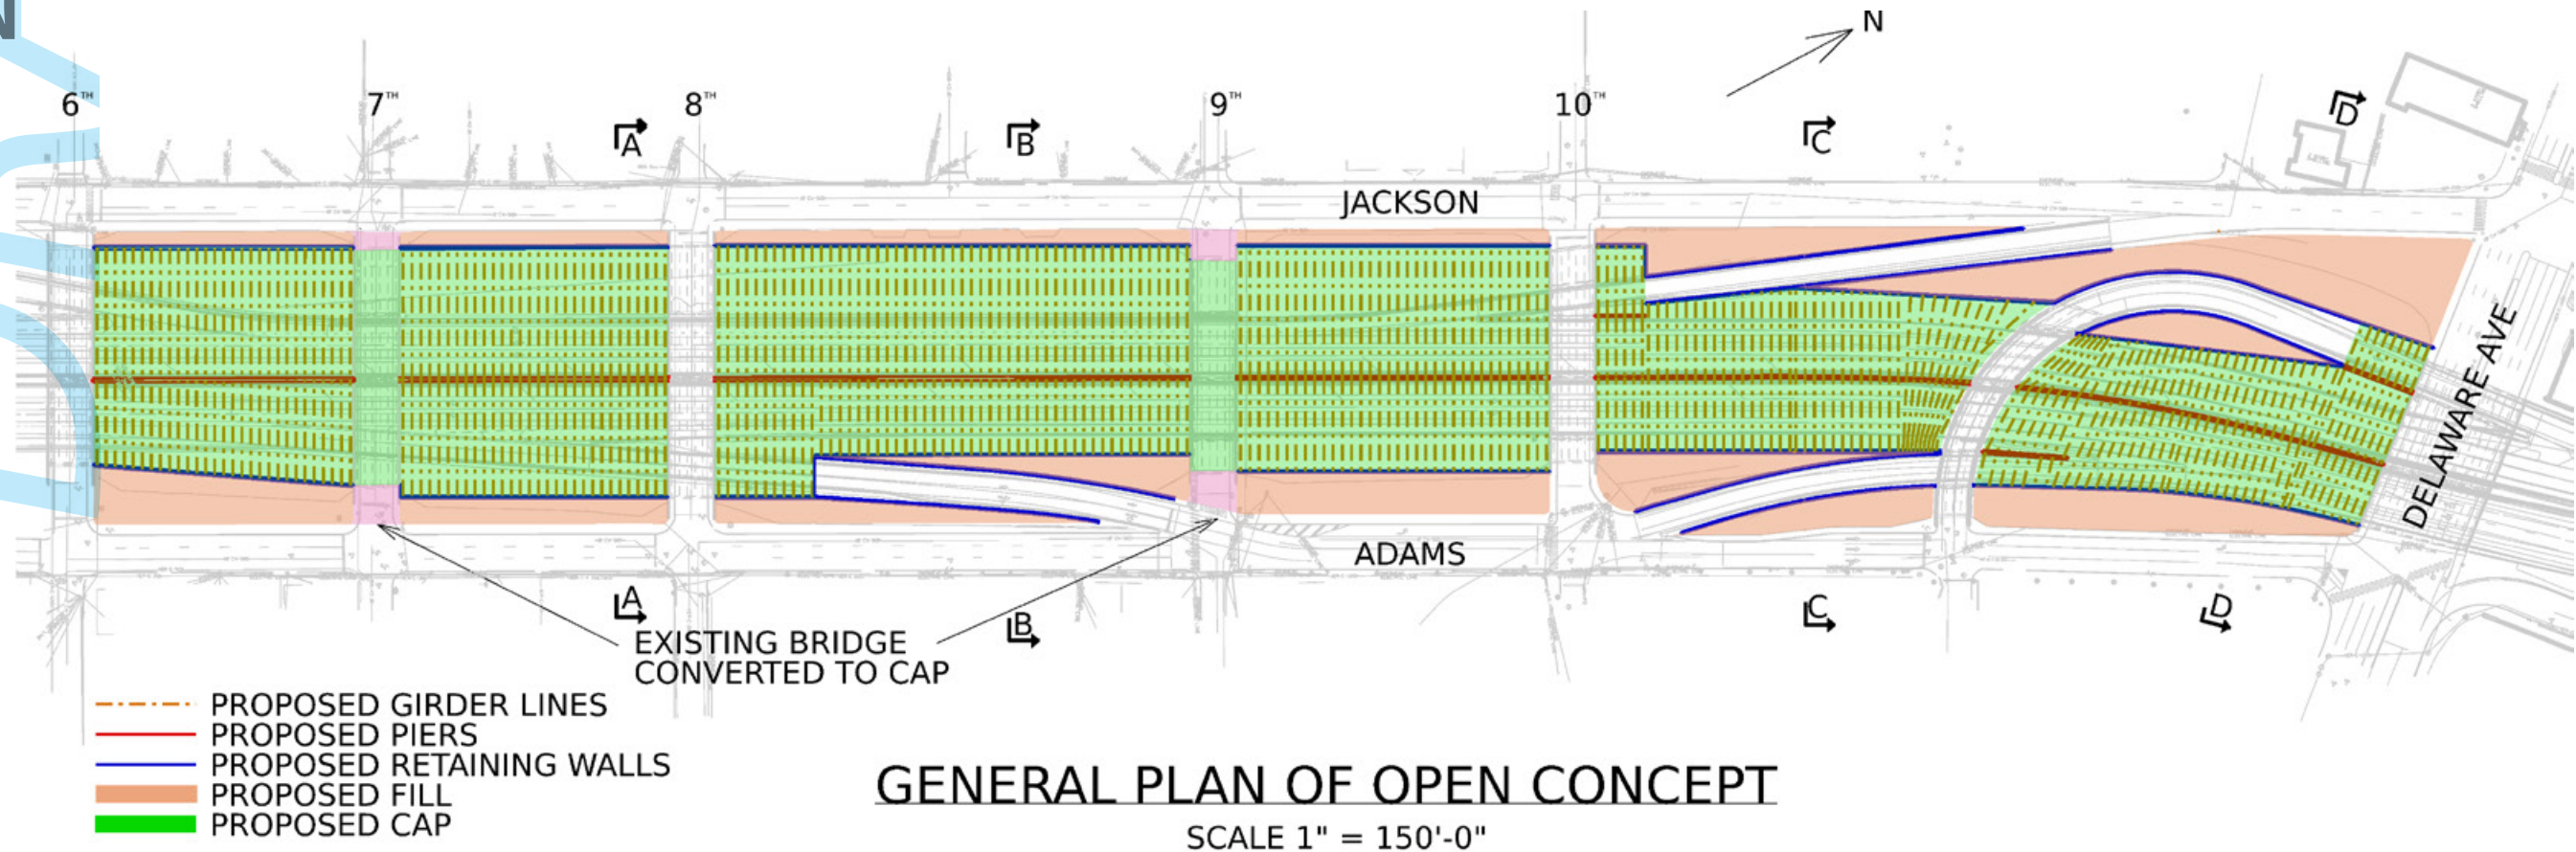 N
6TH
7TH
8TH
9TH
10TH
A
B
C
D
JACKSON
ADAMS
DELAWARE AVE
A
B
C
D
EXISTING BRIDGE
CONVERTED TO CAP
PROPOSED GIRDER LINES
PROPOSED PIERS
PROPOSED RETAINING WALLS
PROPOSED FILL
PROPOSED CAP
GENERAL PLAN OF OPEN CONCEPT
SCALE 1" = 150'-0"